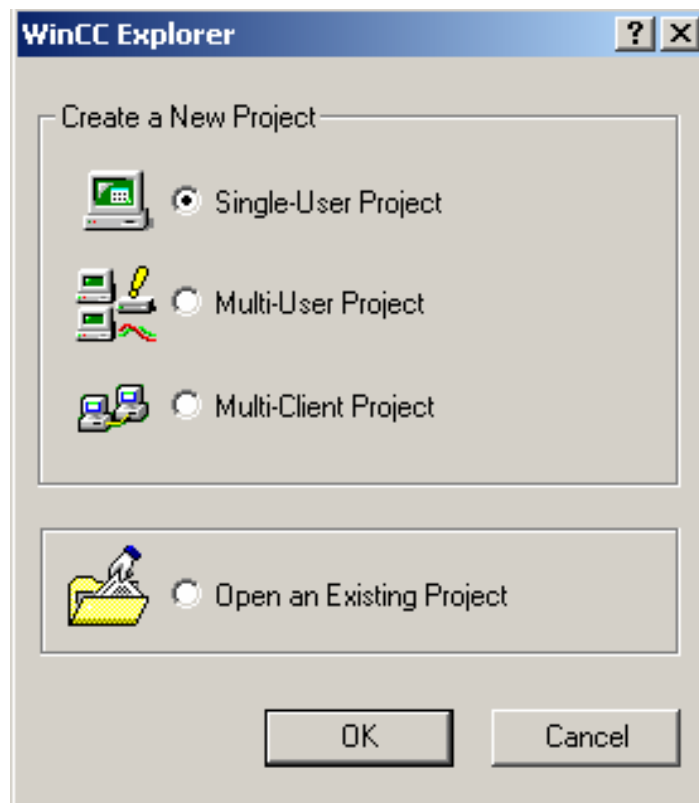 WinCC Explorer
Create a New Project
Single-User Project
Multi-User Project
Multi-Client Project
Open an Existing Project
OK Cancel